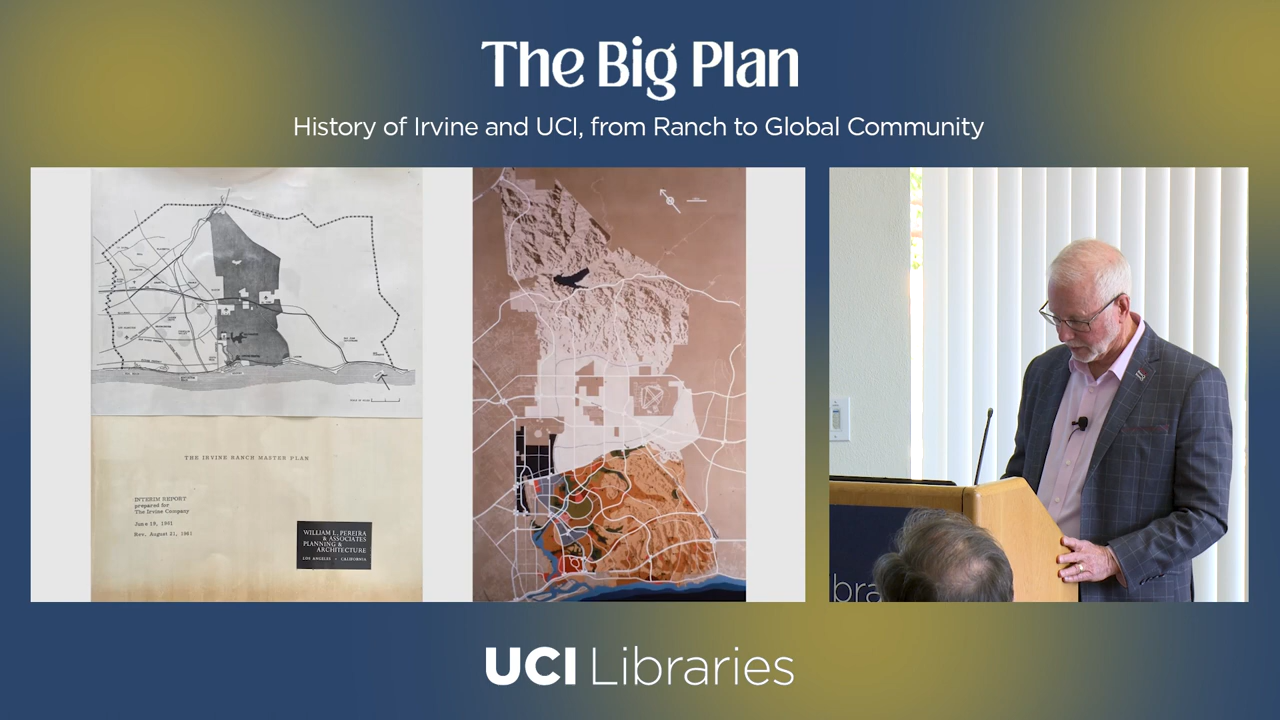 The Big Plan
History of Irvine and UCI, from Ranch to Global Community
THE IRVINE RANCH MASTER PLAN
INTERIM REPORT
prepared for
The Irvine Company
June 19, 1961
Rev. August 21, 1961
WILLIAM L. PEREIRA
& ASSOCIATES
PLANNING &
ARCHITECTURE
LOS ANGELES - CALIFORNIA
bra
UCI Libraries